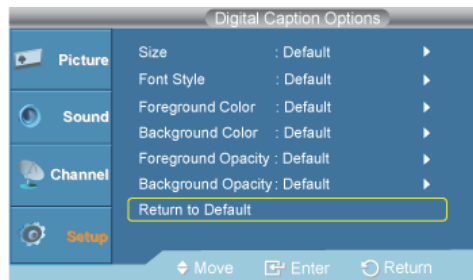 Digital Caption Options
Picture
Sound
Channel
Setup
Size : Default
Font Style : Default
Foreground Color : Default
Background Color : Default
Foreground Opacity : Default
Background Opacity : Default
Return to Default
Move Enter Return